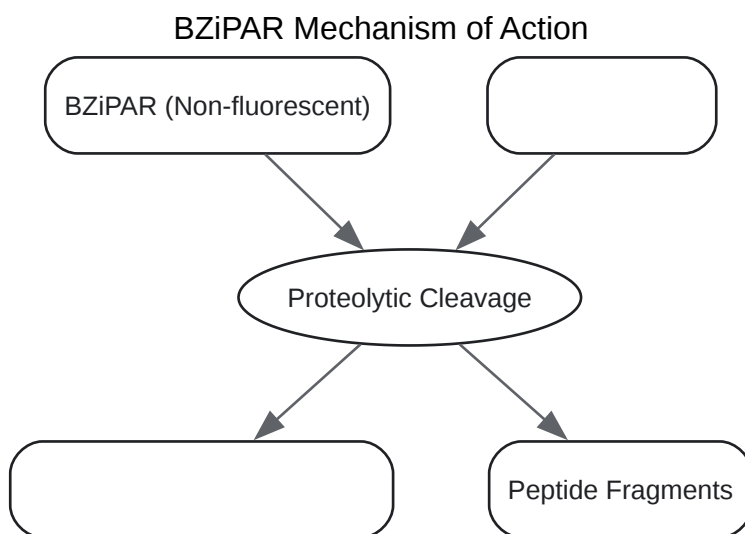 BZiPAR Mechanism of Action
BZiPAR (Non-fluorescent)
Proteolytic Cleavage
Peptide Fragments